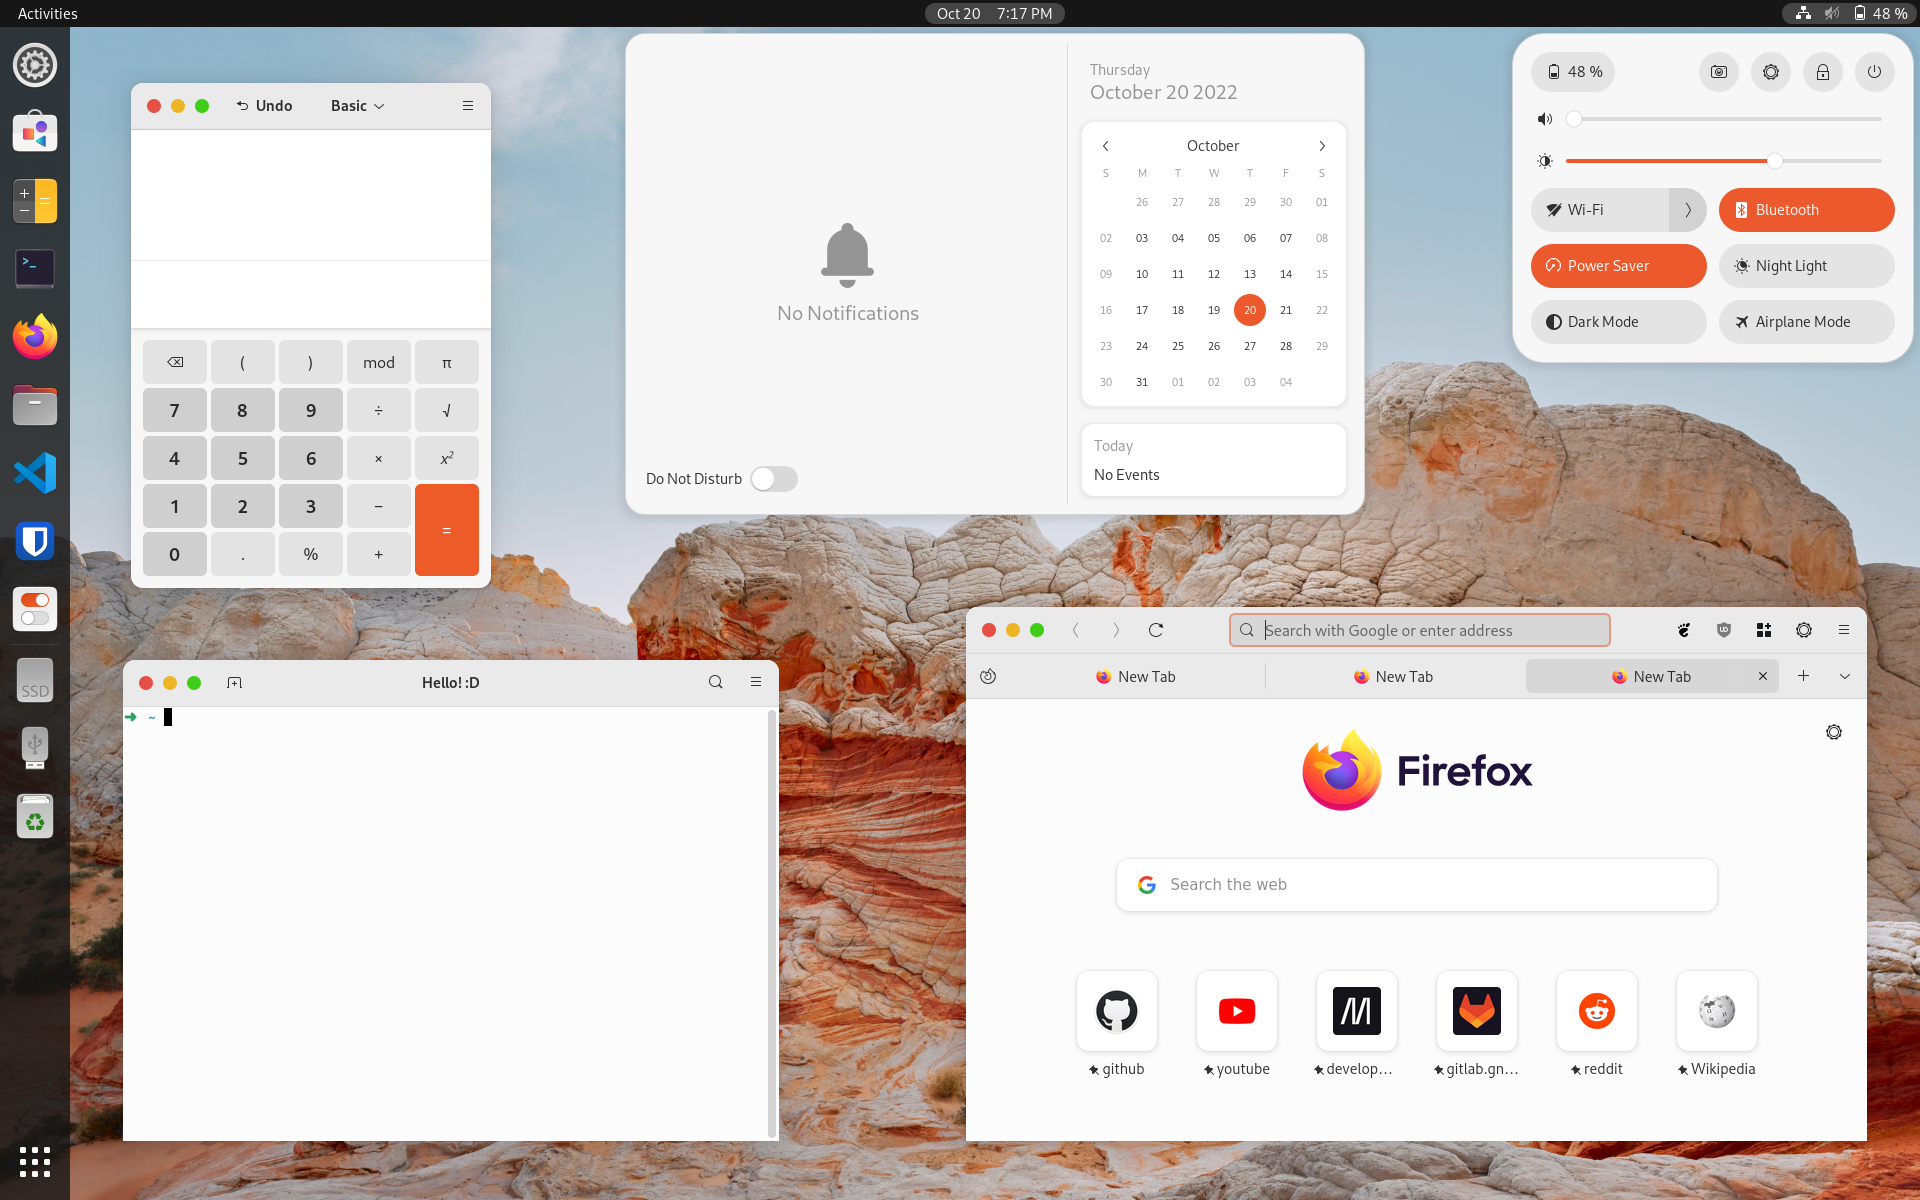 Activities
Oct 20 7:17 PM
48 %
Undo Basic
( ) mod π
7 8 9 ÷ √
4 5 6 × x²
1 2 3 − =
0 . % +
No Notifications
Do Not Disturb
Thursday
October 20 2022
October
S M T W T F S
26 27 28 29 30 01
02 03 04 05 06 07 08
09 10 11 12 13 14 15
16 17 18 19 20 21 22
23 24 25 26 27 28 29
30 31 01 02 03 04
Today
No Events
48 %
Wi-Fi
Bluetooth
Power Saver
Night Light
Dark Mode
Airplane Mode
SSD
Hello! :D
➜ ~
Search with Google or enter address
New Tab
New Tab
New Tab
Firefox
Search the web
github
youtube
develop...
gitlab.gn...
reddit
Wikipedia